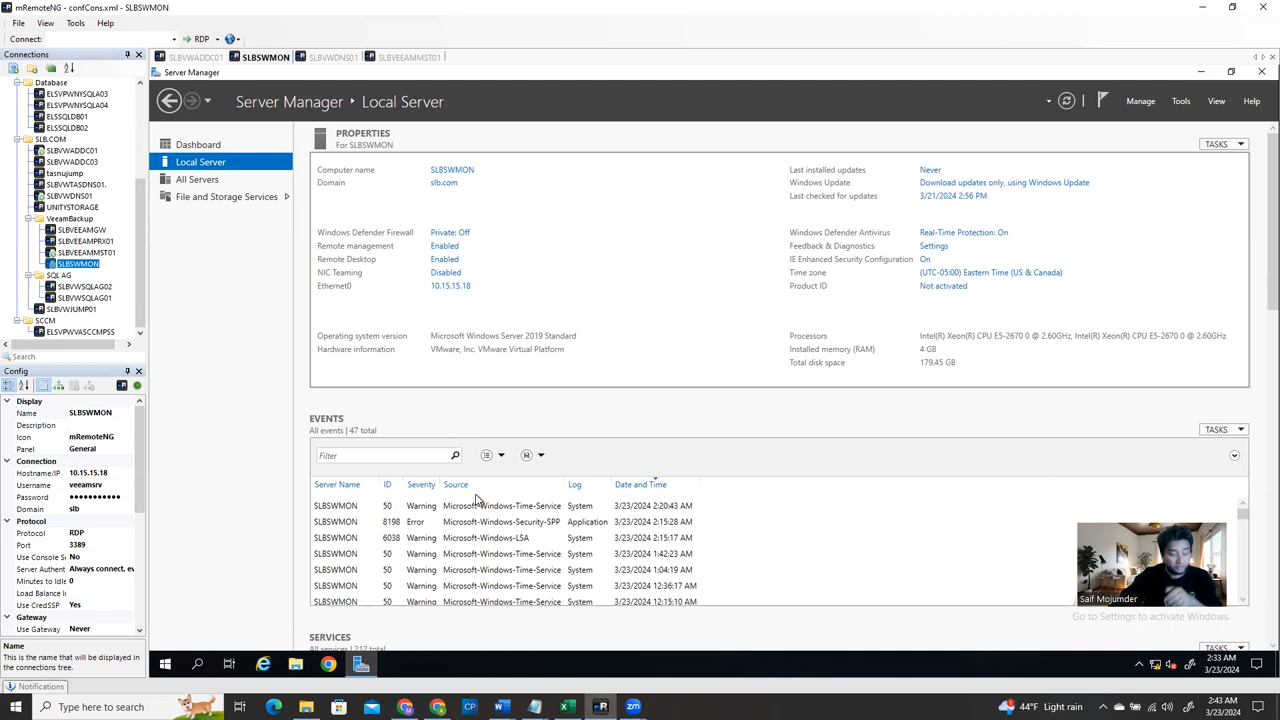 mRemoteNG - confCons.xml - SLBSWMON
File View Tools Help
Connect: RDP
Connections
SLBVWADDC01 SLBSWMON SLBVWDNS01 SLBVEEAMMST01
Server Manager
Database
ELSVPWNYSQLA03
ELSVPWNYSQLA04
ELSSQLDB01
ELSSQLDB02
SLB.COM
SLBVWADDC01
SLBVWADDC03
tasnujump
SLBVWTASDNS01.
SLBVWDNS01
UNITYSTORAGE
VeeamBackup
SLBVEEAMGW
SLBVEEAMPRX01
SLBVEEAMMST01
SLBSWMON
SQL AG
SLBVWSQLAG02
SLBVWSQLAG01
SLBVWJUMP01
SCCM
ELSVPWVASCCMPSS
Search
Config
Display
Name SLBSWMON
Description
Icon mRemoteNG
Panel General
Connection
Hostname/IP 10.15.15.18
Username veeamsrv
Password ●●●●●●●●●●●
Domain slb
Protocol
Protocol RDP
Port 3389
Use Console S No
Server Authent Always connect, ev
Minutes to Idle 0
Load Balance In
Use CredSSP Yes
Gateway
Use Gateway Never
Name
This is the name that will be displayed in the connections tree.
Notifications
Server Manager Local Server
Manage Tools View Help
Dashboard
Local Server
All Servers
File and Storage Services
PROPERTIES
For SLBSWMON
TASKS
Computer name SLBSWMON
Domain slb.com
Last installed updates Never
Windows Update Download updates only, using Windows Update
Last checked for updates 3/21/2024 2:56 PM
Windows Defender Firewall Private: Off
Remote management Enabled
Remote Desktop Enabled
NIC Teaming Disabled
Ethernet0 10.15.15.18
Windows Defender Antivirus Real-Time Protection: On
Feedback & Diagnostics Settings
IE Enhanced Security Configuration On
Time zone (UTC-05:00) Eastern Time (US & Canada)
Product ID Not activated
Operating system version Microsoft Windows Server 2019 Standard
Hardware information VMware, Inc. VMware Virtual Platform
Processors Intel(R) Xeon(R) CPU E5-2670 0 @ 2.60GHz, Intel(R) Xeon(R) CPU E5-2670 0 @ 2.60GHz
Installed memory (RAM) 4 GB
Total disk space 179.45 GB
EVENTS
All events | 47 total
TASKS
Filter
Server Name ID Severity Source Log Date and Time
SLBSWMON 50 Warning Microsoft-Windows-Time-Service System 3/23/2024 2:20:43 AM
SLBSWMON 8198 Error Microsoft-Windows-Security-SPP Application 3/23/2024 2:15:28 AM
SLBSWMON 6038 Warning Microsoft-Windows-LSA System 3/23/2024 2:15:17 AM
SLBSWMON 50 Warning Microsoft-Windows-Time-Service System 3/23/2024 1:42:23 AM
SLBSWMON 50 Warning Microsoft-Windows-Time-Service System 3/23/2024 1:04:19 AM
SLBSWMON 50 Warning Microsoft-Windows-Time-Service System 3/23/2024 12:36:17 AM
SLBSWMON 50 Warning Microsoft-Windows-Time-Service System 3/23/2024 12:15:10 AM
Saif Mojumder
Go to Settings to activate Windows.
SERVICES
All services | 212 total
TASKS
2:33 AM
3/23/2024
Type here to search
CP
zm
44°F Light rain
2:43 AM
3/23/2024